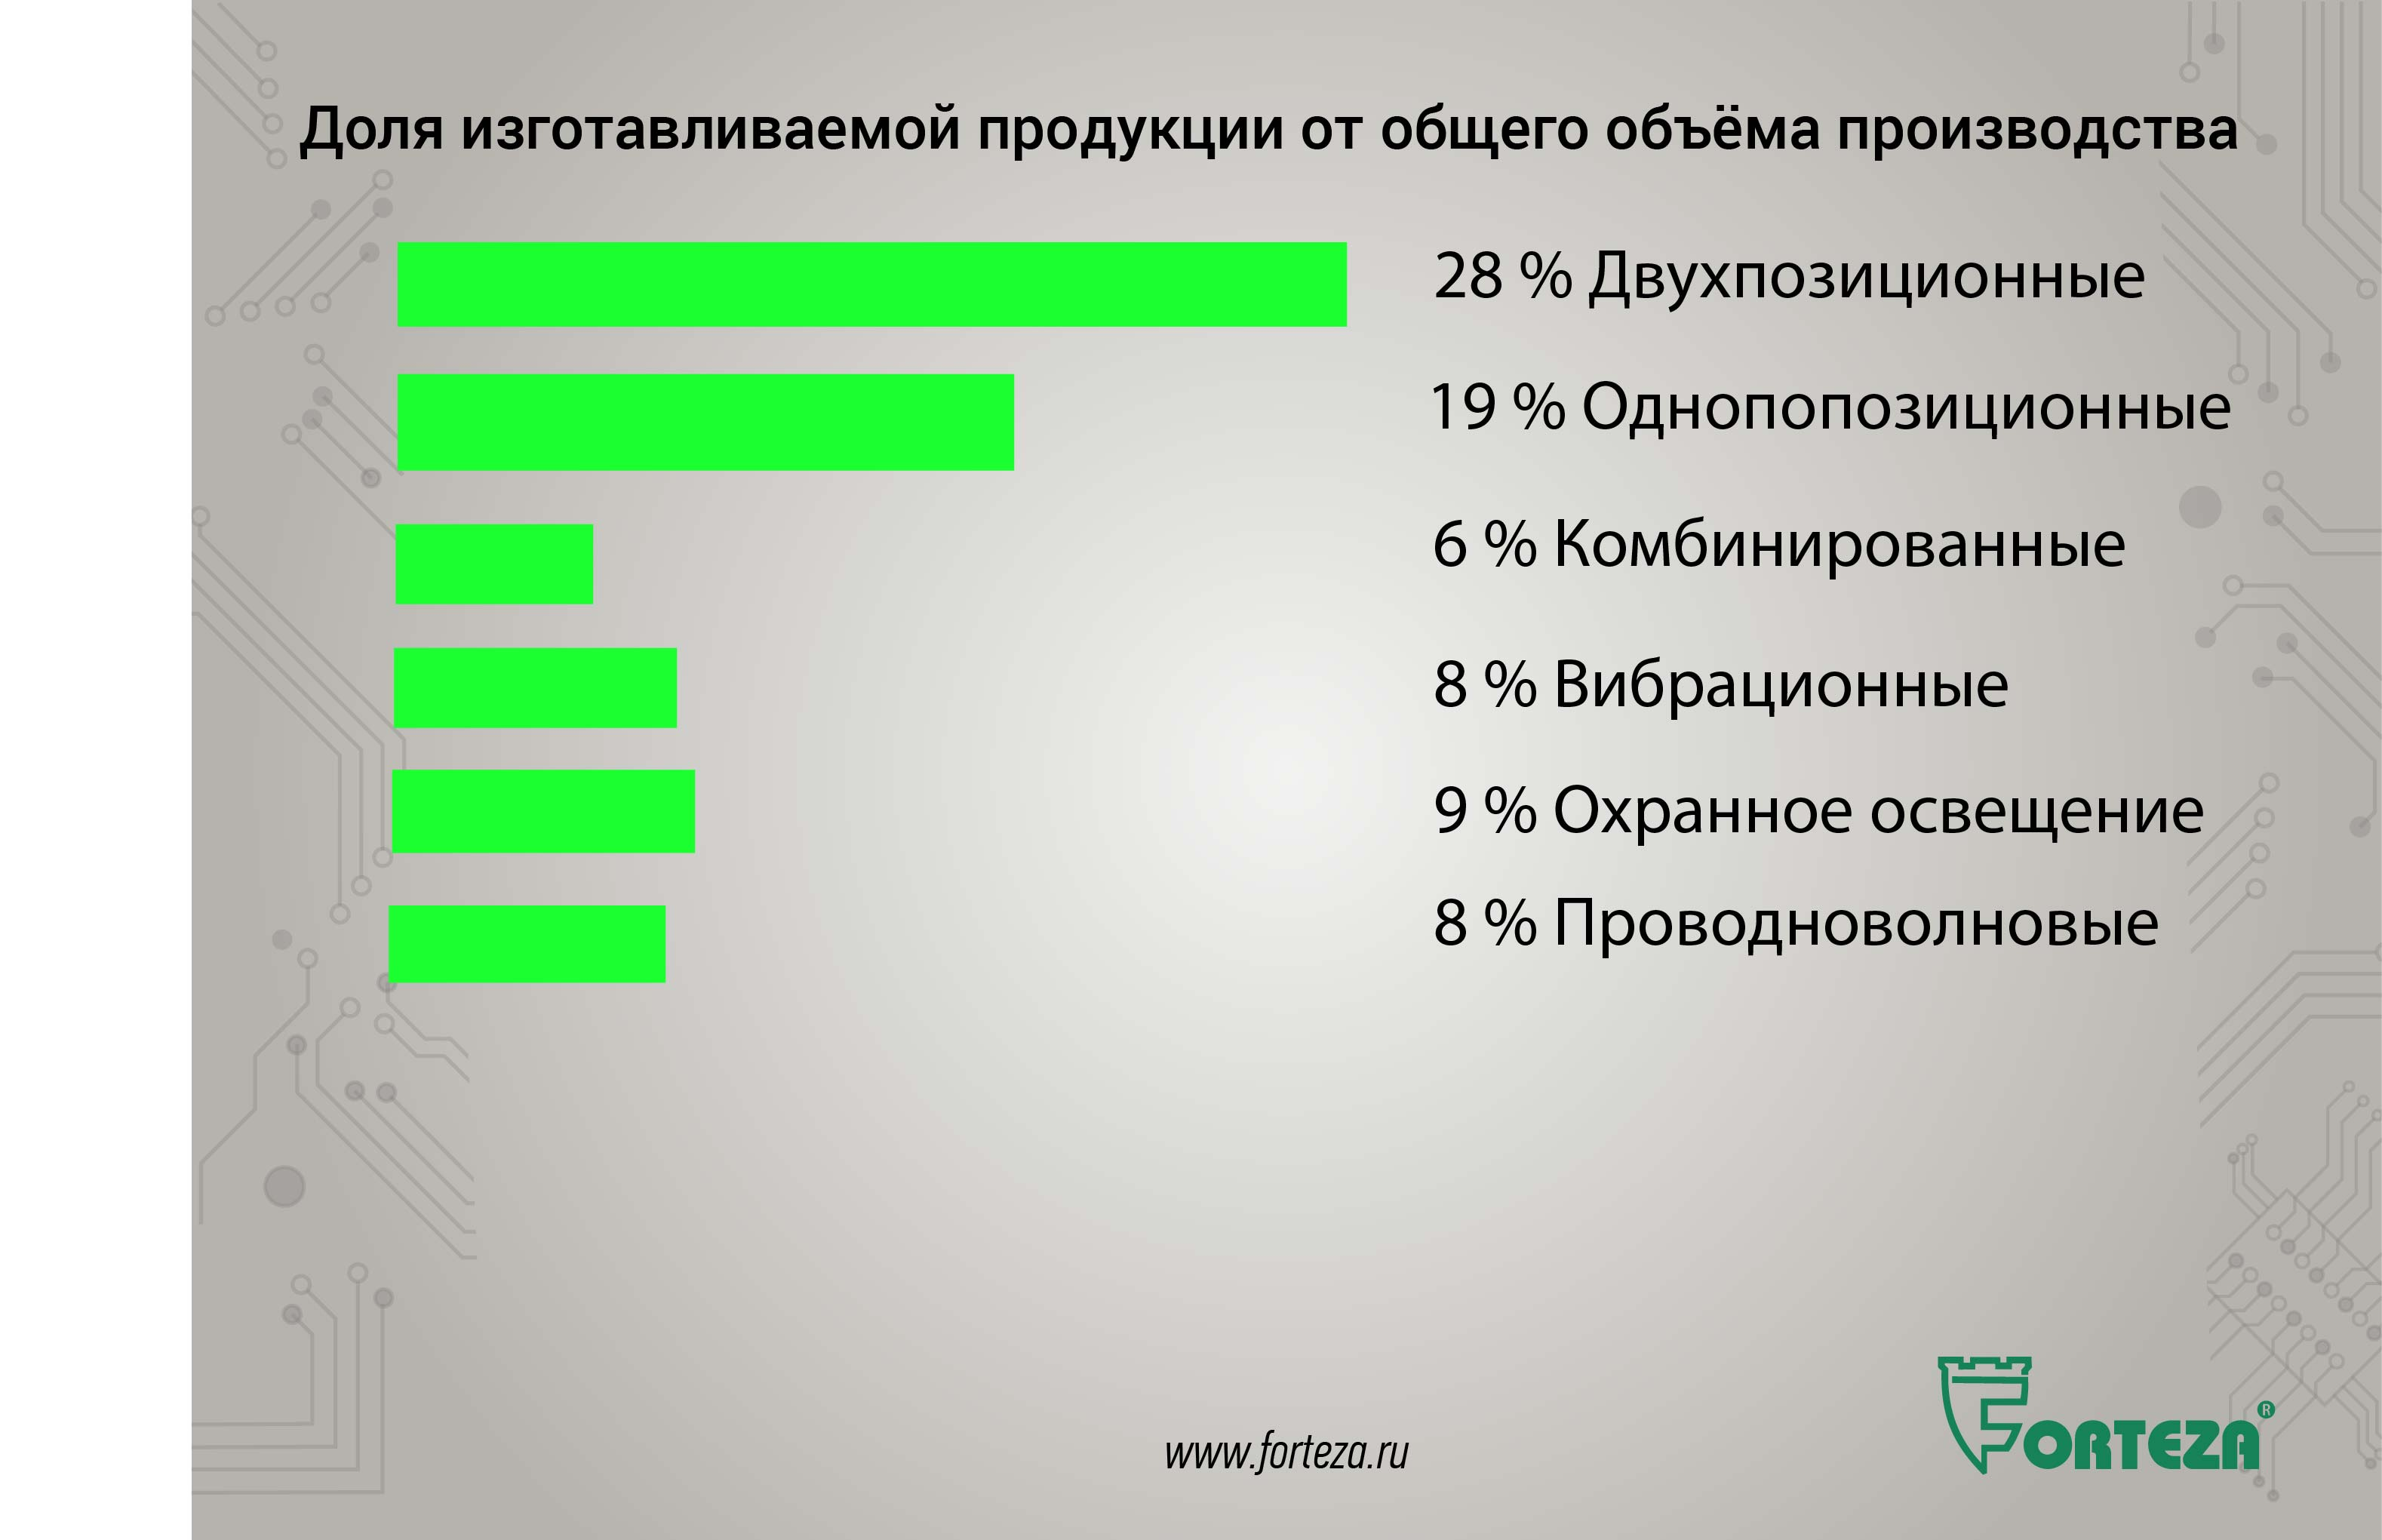 Доля изготавливаемой продукции от общего объёма производства
28 % Двухпозиционные
19 % Однопопозиционные
6 % Комбинированные
8 % Вибрационные
9 % Охранное освещение
8 % Проводноволновые
www.forteza.ru
FORTEZA®